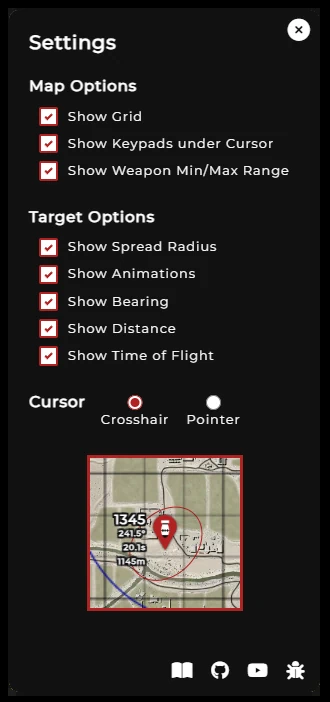 Settings
Map Options
Show Grid
Show Keypads under Cursor
Show Weapon Min/Max Range
Target Options
Show Spread Radius
Show Animations
Show Bearing
Show Distance
Show Time of Flight
Cursor
Crosshair Pointer
1345
241.5°
20.1s
1145m